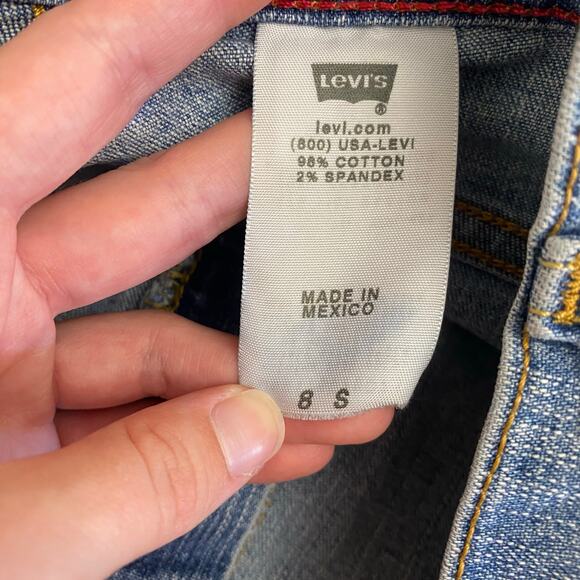 Levi's
®
levi.com
(800) USA-LEVI
98% COTTON
2% SPANDEX
MADE IN
MEXICO
8 S